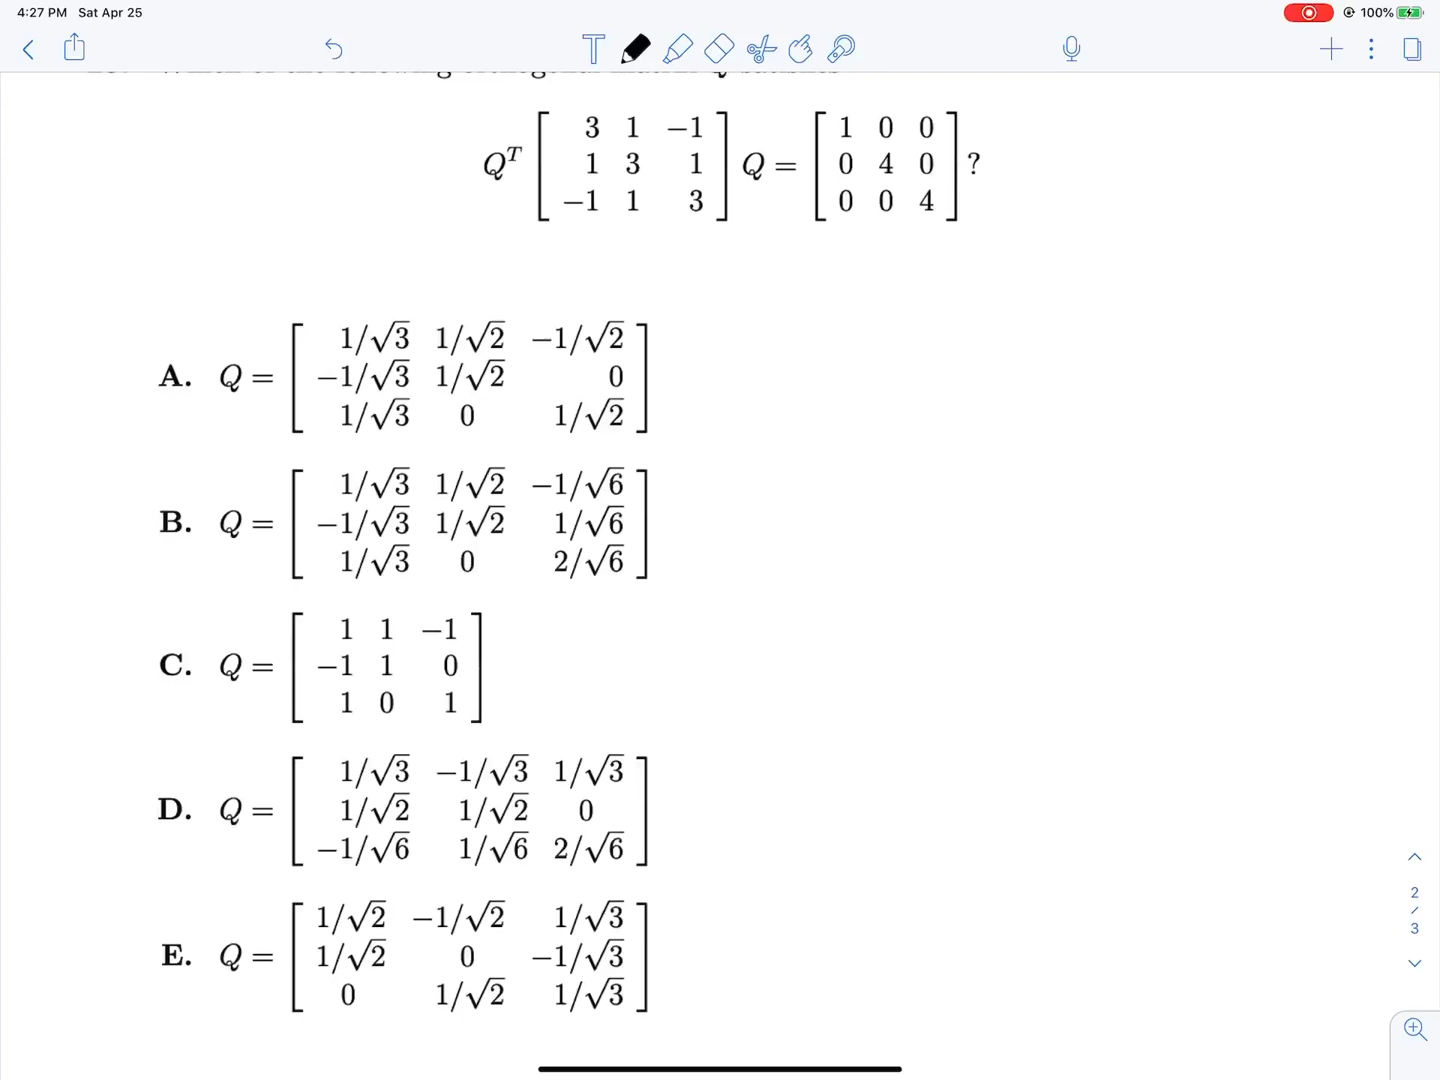 4:27 PM Sat Apr 25
100%
T
Q^T [ 3 1 −1 ; 1 3 1 ; −1 1 3 ] Q = [ 1 0 0 ; 0 4 0 ; 0 0 4 ] ?
A. Q = [ 1/√3 1/√2 −1/√2 ; −1/√3 1/√2 0 ; 1/√3 0 1/√2 ]
B. Q = [ 1/√3 1/√2 −1/√6 ; −1/√3 1/√2 1/√6 ; 1/√3 0 2/√6 ]
C. Q = [ 1 1 −1 ; −1 1 0 ; 1 0 1 ]
D. Q = [ 1/√3 −1/√3 1/√3 ; 1/√2 1/√2 0 ; −1/√6 1/√6 2/√6 ]
E. Q = [ 1/√2 −1/√2 1/√3 ; 1/√2 0 −1/√3 ; 0 1/√2 1/√3 ]
2
/
3